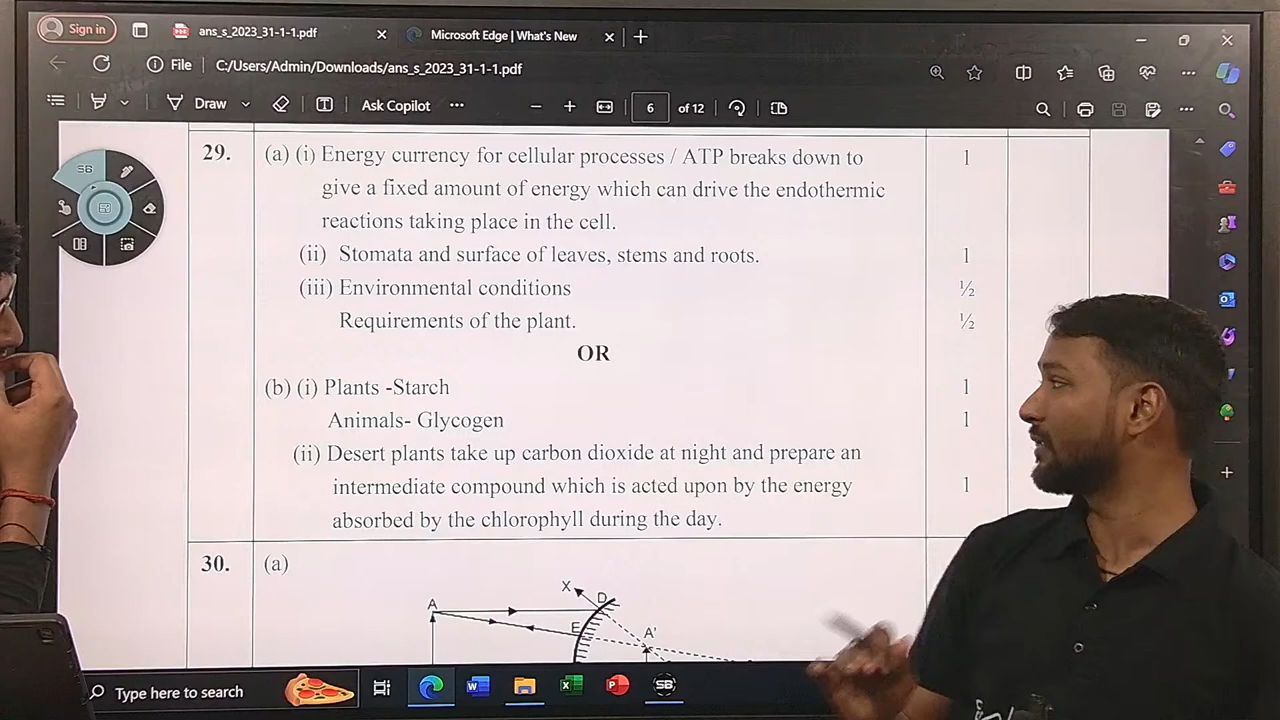 Sign in
ans_s_2023_31-1-1.pdf
Microsoft Edge | What's New
File
C:/Users/Admin/Downloads/ans_s_2023_31-1-1.pdf
Draw
Ask Copilot
6 of 12
29. (a) (i) Energy currency for cellular processes / ATP breaks down to 1
give a fixed amount of energy which can drive the endothermic
reactions taking place in the cell.
(ii) Stomata and surface of leaves, stems and roots. 1
(iii) Environmental conditions ½
Requirements of the plant. ½
OR
(b) (i) Plants -Starch 1
Animals- Glycogen 1
(ii) Desert plants take up carbon dioxide at night and prepare an
intermediate compound which is acted upon by the energy 1
absorbed by the chlorophyll during the day.
30. (a)
X
D
A
E
A'
SB
Type here to search
SB